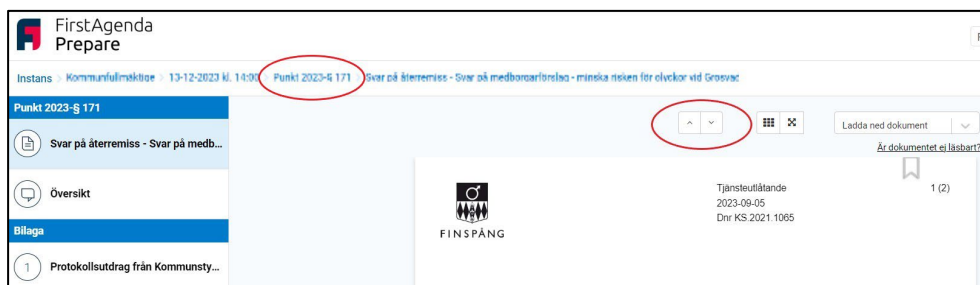 FirstAgenda
Prepare
Instans > Kommunfullmäktige > 13-12-2023 kl. 14:00 > Punkt 2023-§ 171 > Svar på återremiss - Svar på medborgarförslag - minska risken för olyckor vid Grosvad
Punkt 2023-§ 171
Svar på återremiss - Svar på medb...
Översikt
Bilaga
1 Protokollsutdrag från Kommunsty...
Ladda ned dokument
Är dokumentet ej läsbart?
FINSPÅNG
Tjänsteutlåtande
2023-09-05
Dnr KS.2021.1065
1 (2)